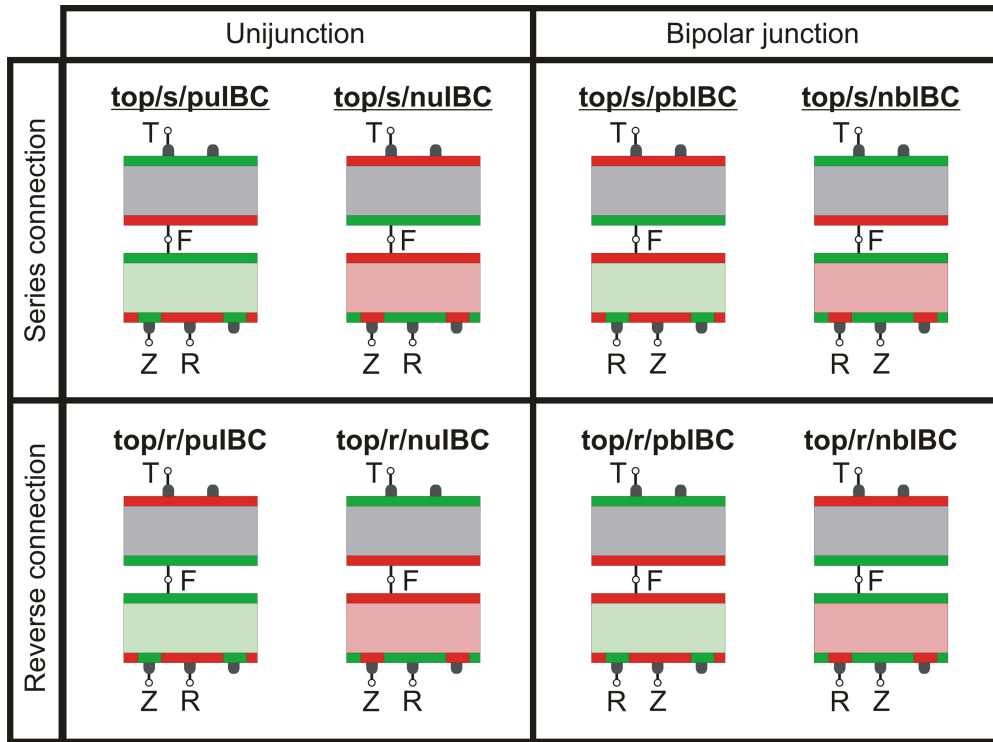 Unijunction
Bipolar junction
Series connection
top/s/puIBC
top/s/nuIBC
top/s/pbIBC
top/s/nbIBC
T
T
T
T
F
F
F
F
Z R
Z R
R Z
R Z
Reverse connection
top/r/puIBC
top/r/nuIBC
top/r/pbIBC
top/r/nbIBC
T
T
T
T
F
F
F
F
Z R
Z R
R Z
R Z